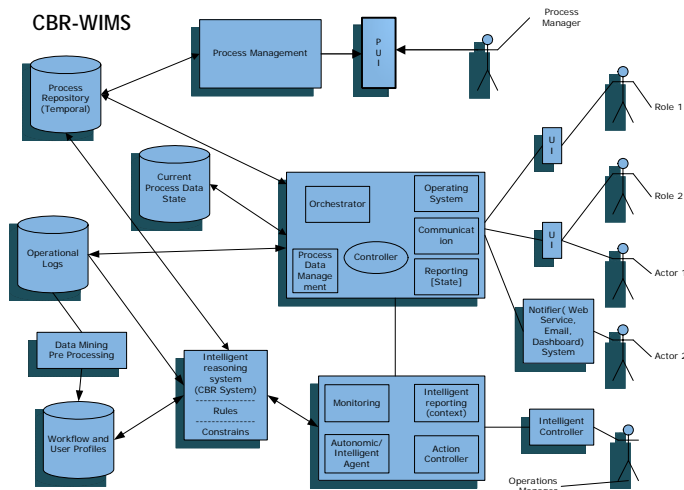 CBR-WIMS
Process
Manager
Process Management
P
U
I
Process
Repository
(Temporal)
Role 1
U
I
Current
Process Data
State
Orchestrator
Operating
System
Role 2
Communicat
ion
U
I
Operational
Logs
Process
Data
Manage
ment
Controller
Reporting
[State]
Actor 1
Notifier( Web
Service,
Email,
Dashboard)
System
Data Mining
Pre Processing
Intelligent
reasoning
system
(CBR System)
----------
Rules
----------
Constrains
Actor 2
Monitoring
Intelligent
reporting
(context)
Workflow and
User Profiles
Autonomic/
Intelligent
Agent
Action
Controller
Intelligent
Controller
Operations
Manager